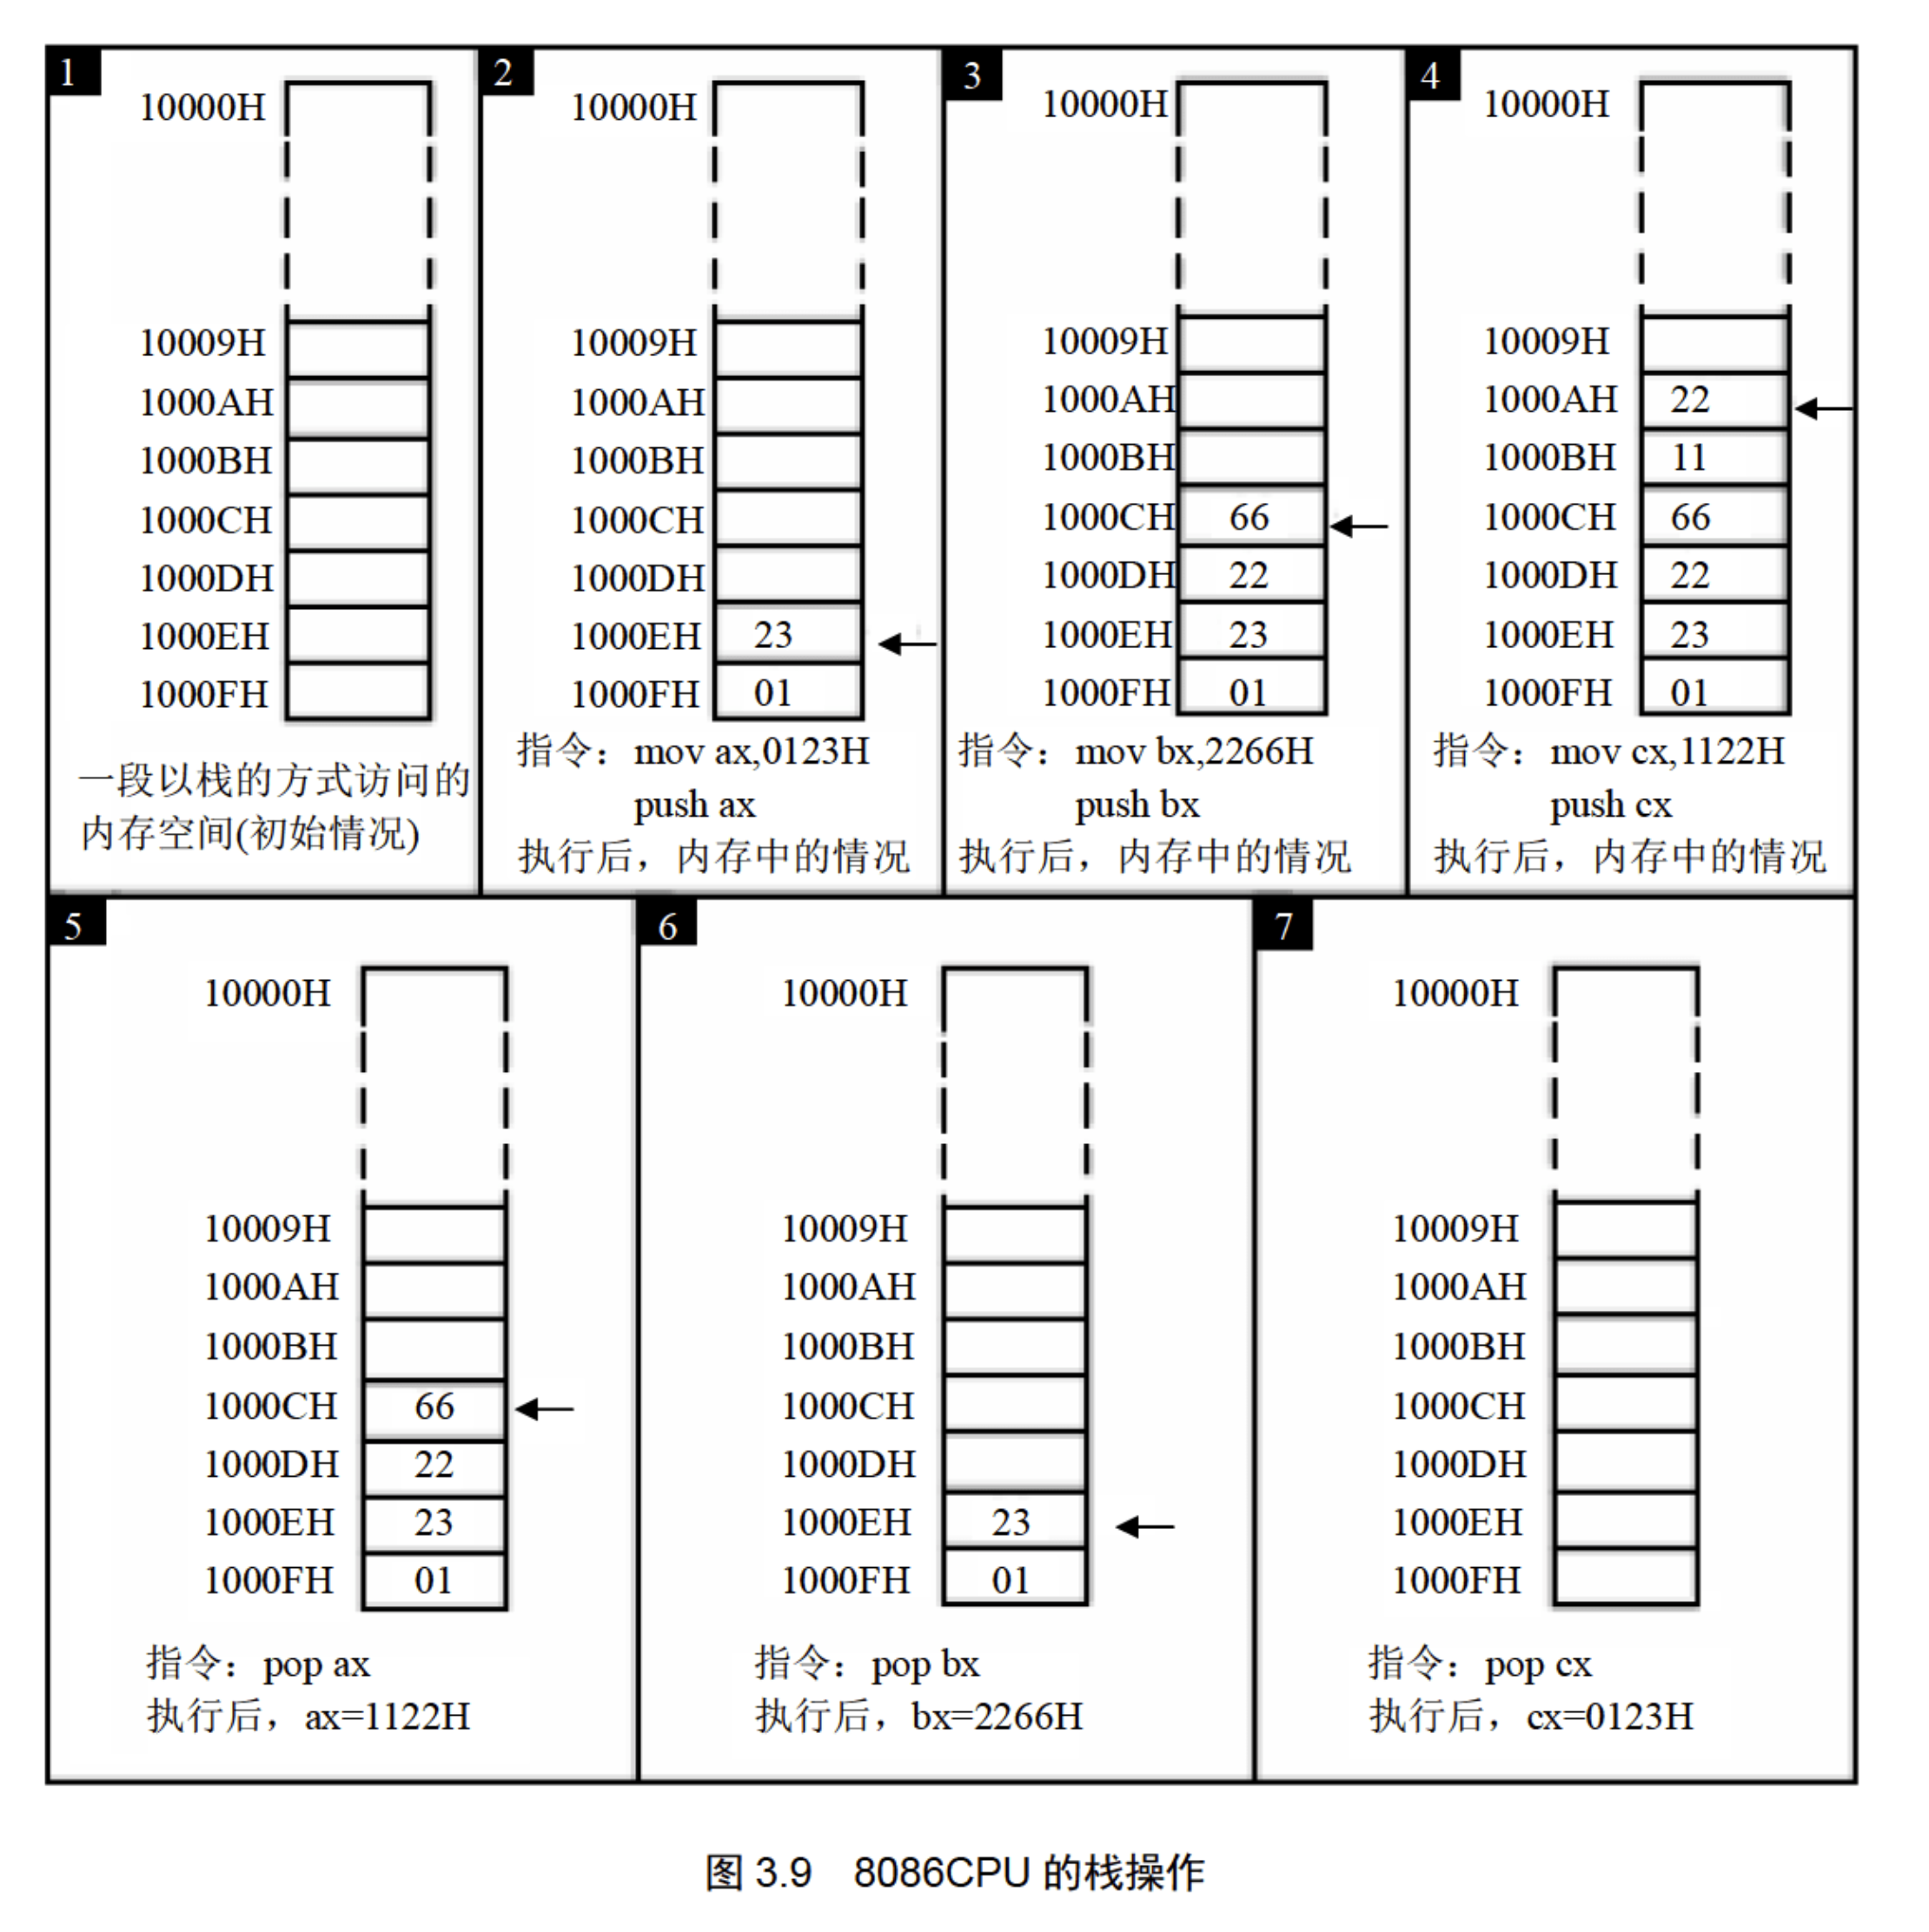 1
10000H
10009H
1000AH
1000BH
1000CH
1000DH
1000EH
1000FH
一段以栈的方式访问的
内存空间(初始情况)
2
10000H
10009H
1000AH
1000BH
1000CH
1000DH
1000EH 23
1000FH 01
指令：mov ax,0123H
push ax
执行后，内存中的情况
3
10000H
10009H
1000AH
1000BH
1000CH 66
1000DH 22
1000EH 23
1000FH 01
指令：mov bx,2266H
push bx
执行后，内存中的情况
4
10000H
10009H
1000AH 22
1000BH 11
1000CH 66
1000DH 22
1000EH 23
1000FH 01
指令：mov cx,1122H
push cx
执行后，内存中的情况
5
10000H
10009H
1000AH
1000BH
1000CH 66
1000DH 22
1000EH 23
1000FH 01
指令：pop ax
执行后，ax=1122H
6
10000H
10009H
1000AH
1000BH
1000CH
1000DH
1000EH 23
1000FH 01
指令：pop bx
执行后，bx=2266H
7
10000H
10009H
1000AH
1000BH
1000CH
1000DH
1000EH
1000FH
指令：pop cx
执行后，cx=0123H
图 3.9 8086CPU 的栈操作